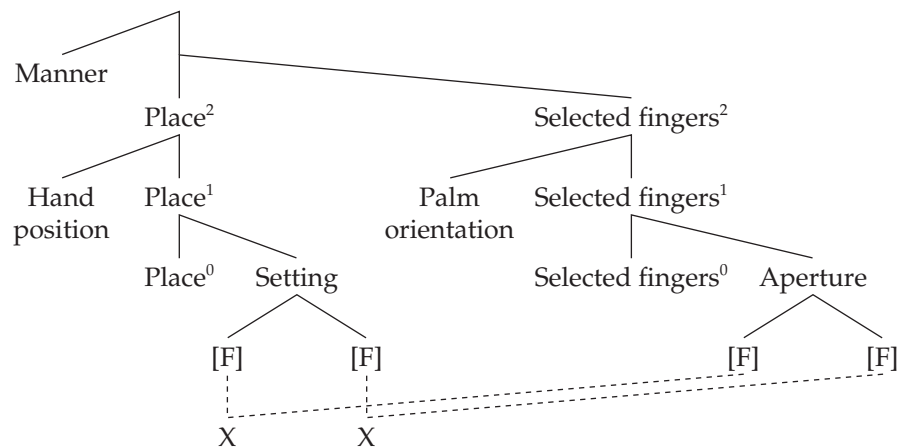 Manner
Place² Selected fingers²
Hand position Place¹ Palm orientation Selected fingers¹
Place⁰ Setting Selected fingers⁰ Aperture
[F] [F] [F] [F]
X X